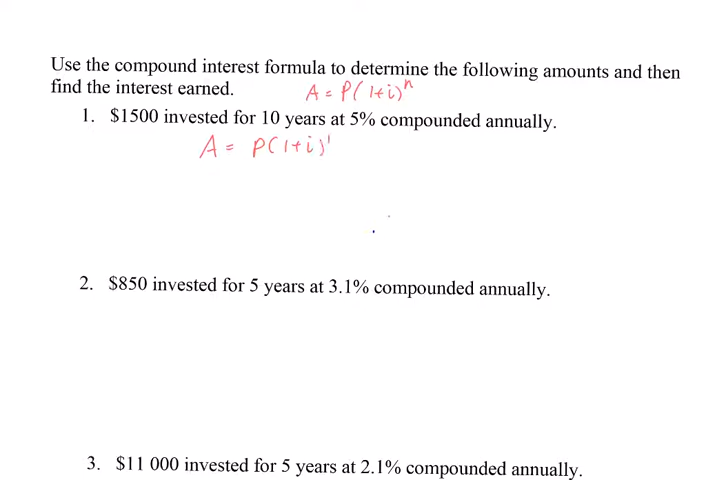 Use the compound interest formula to determine the following amounts and then
find the interest earned. A = P(1+i)^n
1. $1500 invested for 10 years at 5% compounded annually.
A = P(1+i)'
2. $850 invested for 5 years at 3.1% compounded annually.
3. $11 000 invested for 5 years at 2.1% compounded annually.